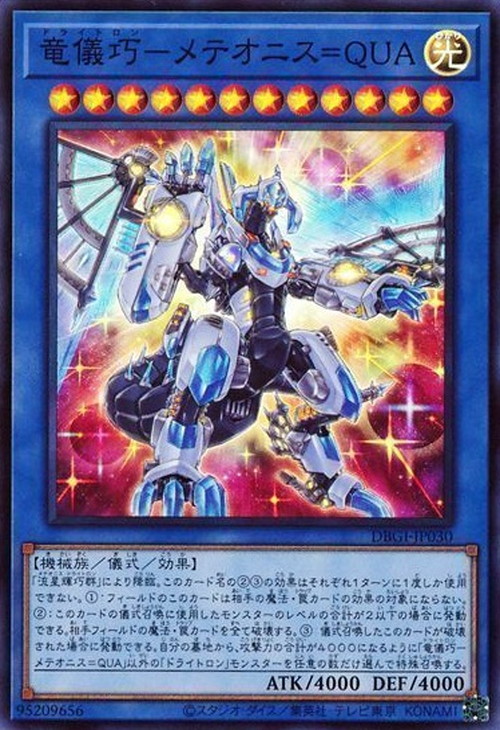 ドライトロン
竜儀巧－メテオニス＝QUA
ひかり
光
DBGI-JP030
【機械族／儀式／効果】
「流星輝巧群」により降臨。このカード名の②③の効果はそれぞれ１ターンに１度しか使用
できない。①：フィールドのこのカードは相手の魔法・罠カードの効果の対象にならない。
②：このカードの儀式召喚に使用したモンスターのレベルの合計が２以下の場合に発動
できる。相手フィールドの魔法・罠カードを全て破壊する。③：儀式召喚したこのカードが破壊
された場合に発動できる。自分の墓地から、攻撃力の合計が４０００になるように「竜儀巧－
メテオニス＝QUA」以外の「ドライトロン」モンスターを任意の数だけ選んで特殊召喚する。
ATK/4000 DEF/4000
95209656
©スタジオ・ダイス／集英社・テレビ東京・KONAMI